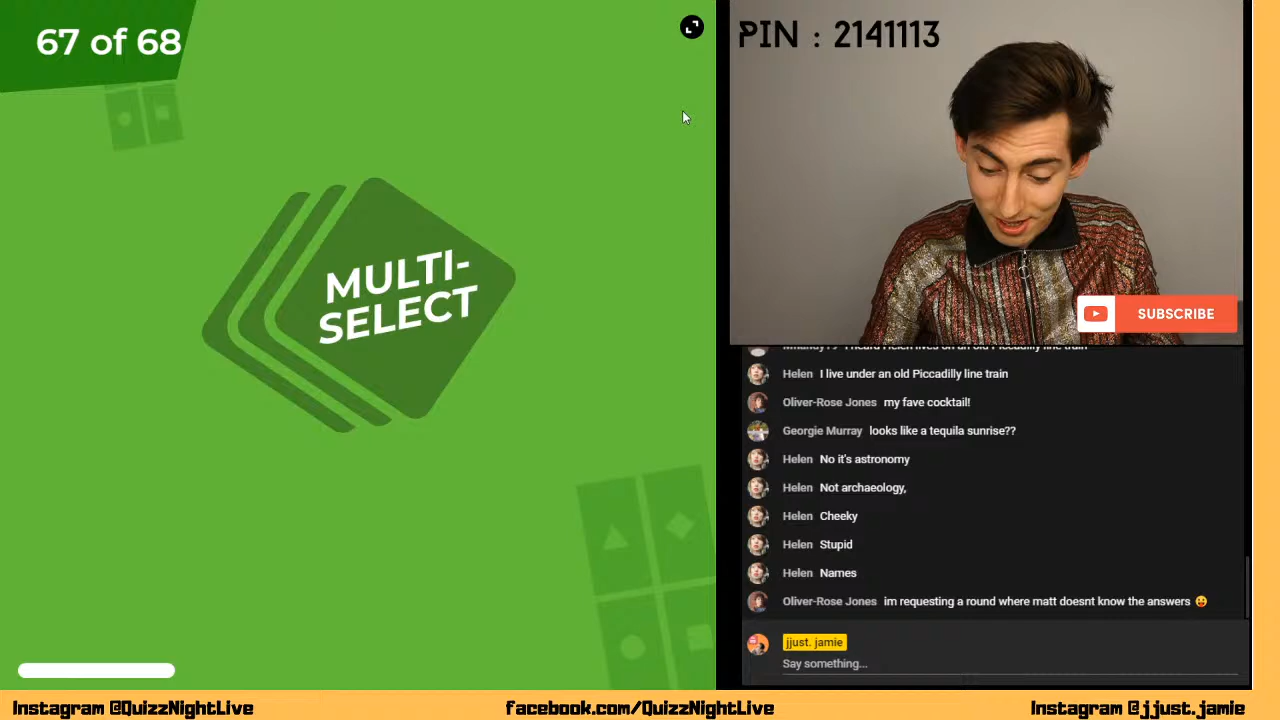 67 of 68
MULTI-
SELECT
PIN : 2141113
SUBSCRIBE
Helen I live under an old Piccadilly line train
Oliver-Rose Jones my fave cocktail!
Georgie Murray looks like a tequila sunrise??
Helen No it's astronomy
Helen Not archaeology,
Helen Cheeky
Helen Stupid
Helen Names
Oliver-Rose Jones im requesting a round where matt doesnt know the answers 😛
jjust. jamie
Say something...
Instagram @QuizzNightLive
facebook.com/QuizzNightLive
Instagram @jjust.jamie